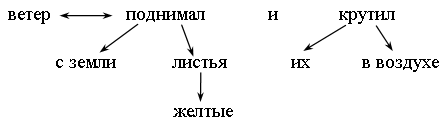 ветер поднимал и крутил
с земли листья их в воздухе
желтые